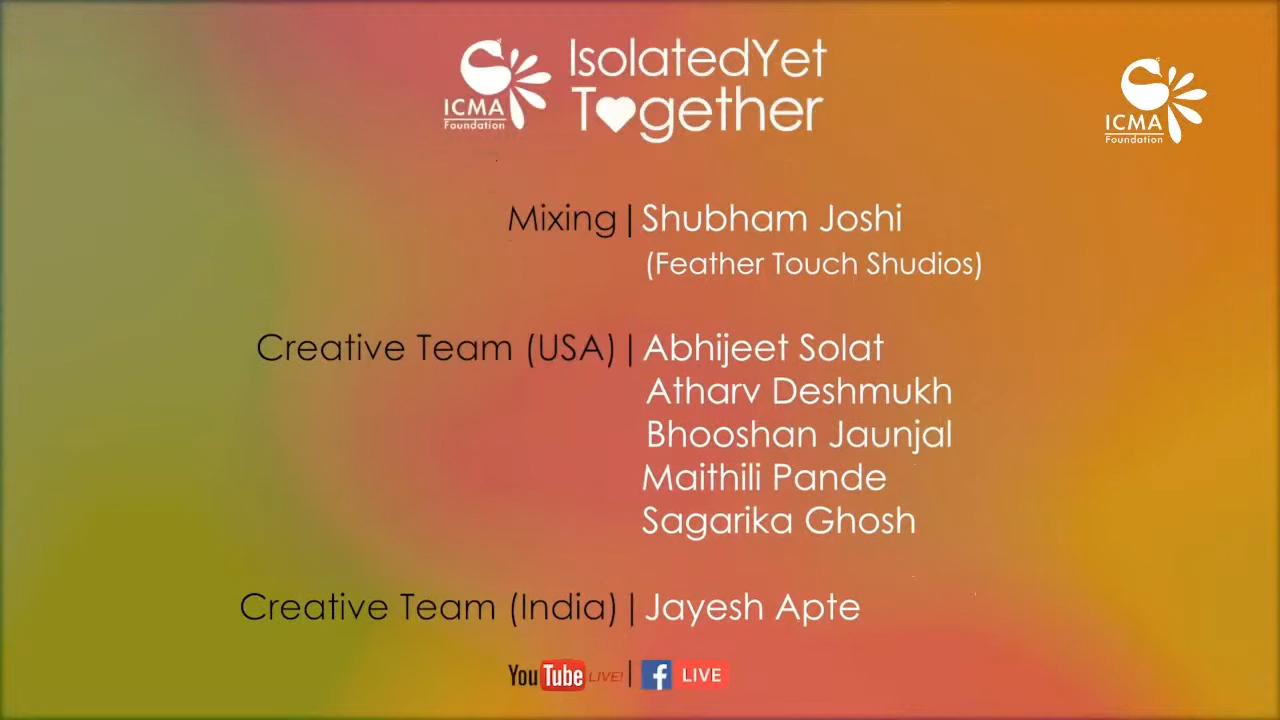 IsolatedYet
T♥gether
ICMA
Foundation
ICMA
Foundation
Mixing | Shubham Joshi
(Feather Touch Shudios)
Creative Team (USA) | Abhijeet Solat
Atharv Deshmukh
Bhooshan Jaunjal
Maithili Pande
Sagarika Ghosh
Creative Team (India) | Jayesh Apte
YouTube LIVE! | f LIVE